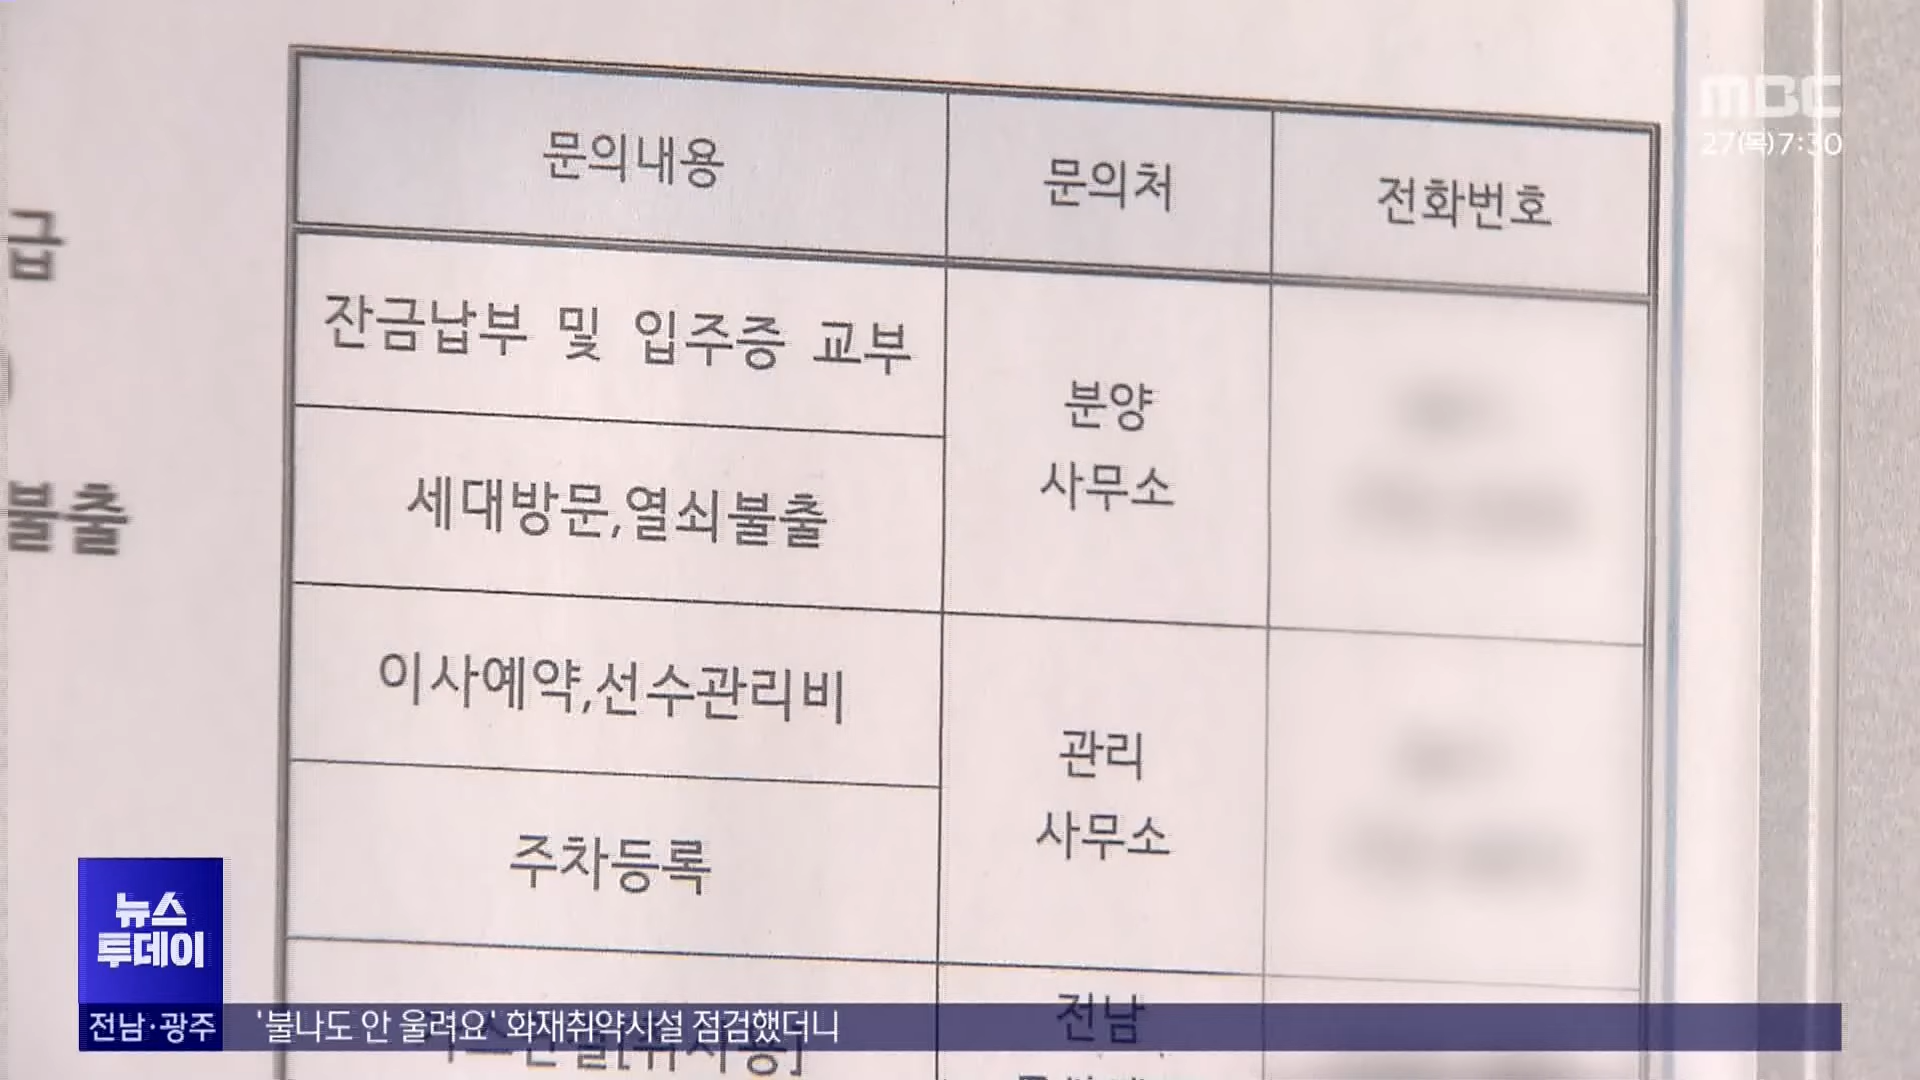 MBC
27(목)7:30
문의내용 문의처 전화번호
급
잔금납부 및 입주증 교부
분양
사무소
세대방문,열쇠불출
불출
이사예약,선수관리비
관리
사무소
주차등록
전남
뉴스
투데이
전남·광주 '불나도 안 울려요' 화재취약시설 점검했더니